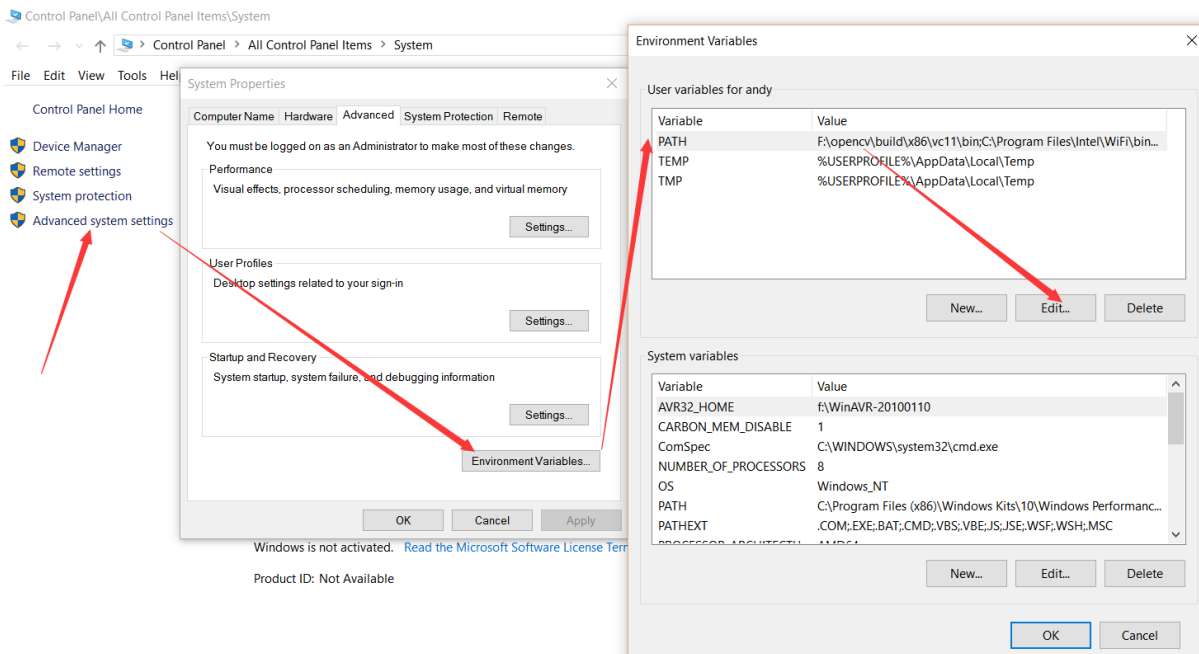 Control Panel\All Control Panel Items\System
Control Panel > All Control Panel Items > System
File Edit View Tools Hel
Control Panel Home
Device Manager
Remote settings
System protection
Advanced system settings
System Properties
Computer Name Hardware Advanced System Protection Remote
You must be logged on as an Administrator to make most of these changes.
Performance
Visual effects, processor scheduling, memory usage, and virtual memory
Settings...
User Profiles
Desktop settings related to your sign-in
Settings...
Startup and Recovery
System startup, system failure, and debugging information
Settings...
Environment Variables...
OK Cancel Apply
Windows is not activated. Read the Microsoft Software License Terr
Product ID: Not Available
Environment Variables
User variables for andy
Variable Value
PATH F:\opencv\build\x86\vc11\bin;C:\Program Files\Intel\WiFi\bin...
TEMP %USERPROFILE%\AppData\Local\Temp
TMP %USERPROFILE%\AppData\Local\Temp
New... Edit... Delete
System variables
Variable Value
AVR32_HOME f:\WinAVR-20100110
CARBON_MEM_DISABLE 1
ComSpec C:\WINDOWS\system32\cmd.exe
NUMBER_OF_PROCESSORS 8
OS Windows_NT
PATH C:\Program Files (x86)\Windows Kits\10\Windows Performanc...
PATHEXT .COM;.EXE;.BAT;.CMD;.VBS;.VBE;.JS;.JSE;.WSF;.WSH;.MSC
PROCESSOR_ARCHITECTU AMD64
New... Edit... Delete
OK Cancel